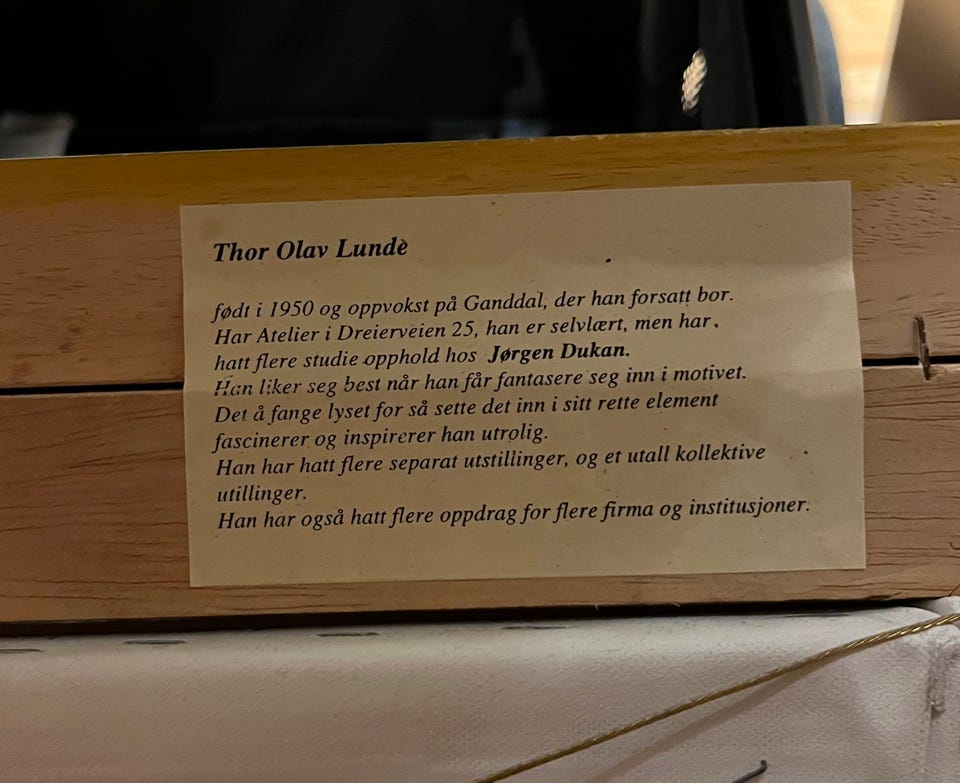 Thor Olav Lundè
født i 1950 og oppvokst på Ganddal, der han forsatt bor.
Har Atelier i Dreierveien 25, han er selvlært, men har.
hatt flere studie opphold hos Jørgen Dukan.
Han liker seg best når han får fantasere seg inn i motivet.
Det å fange lyset for så sette det inn i sitt rette element
fascinerer og inspirerer han utrolig.
Han har hatt flere separat utstillinger, og et utall kollektive
utillinger.
Han har også hatt flere oppdrag for flere firma og institusjoner.